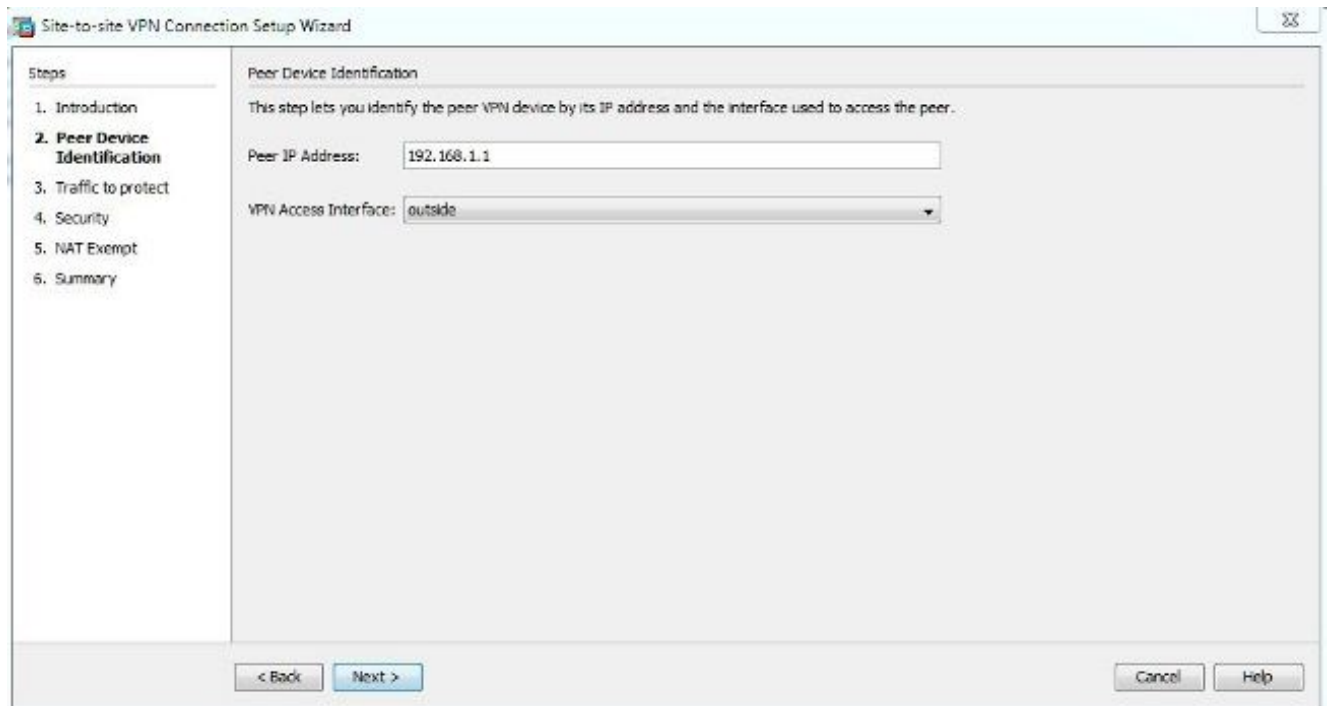 Site-to-site VPN Connection Setup Wizard
Steps
1. Introduction
2. Peer Device
Identification
3. Traffic to protect
4. Security
5. NAT Exempt
6. Summary
Peer Device Identification
This step lets you identify the peer VPN device by its IP address and the interface used to access the peer.
Peer IP Address: 192.168.1.1
VPN Access Interface: outside
< Back Next > Cancel Help